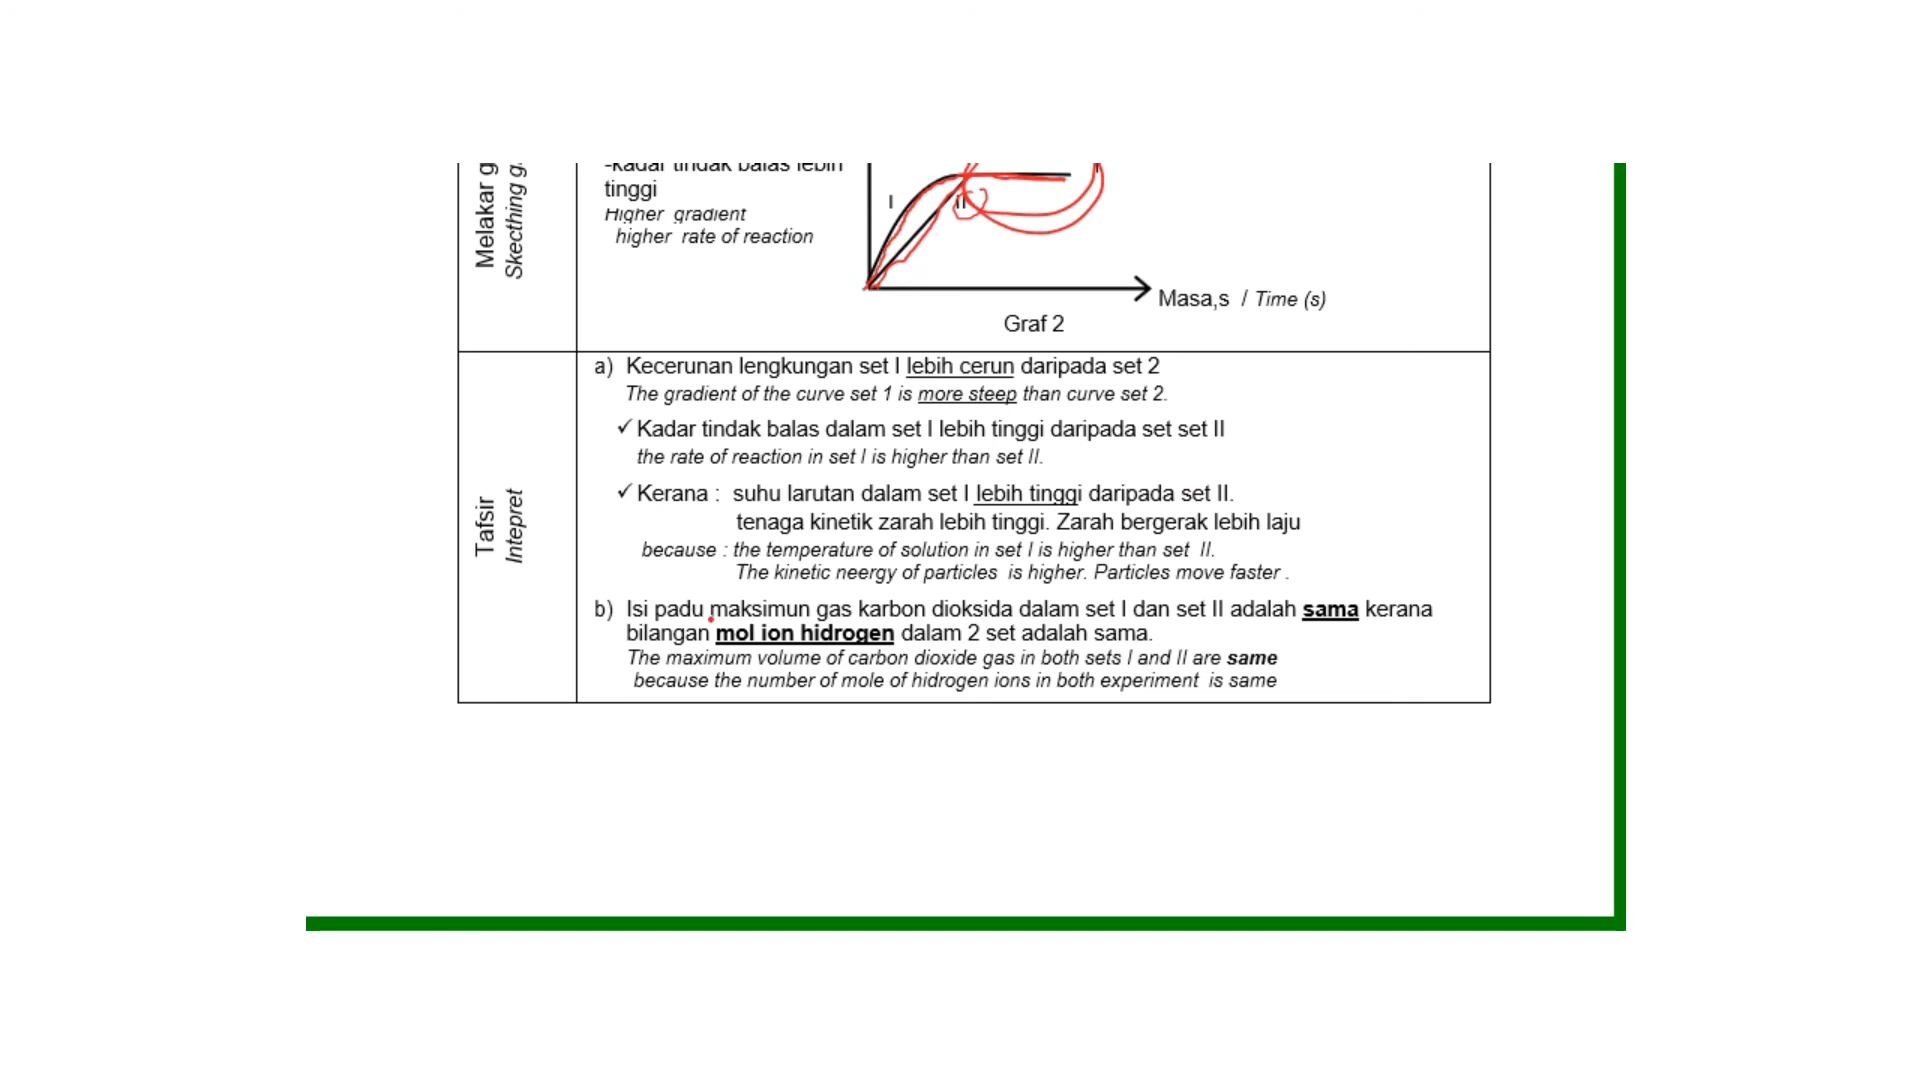 Melakar g
Skecthing g.
-Kadar tindak balas lebih
tinggi
Higher gradient
higher rate of reaction
I
II
Masa,s / Time (s)
Graf 2
Tafsir
Intepret
a) Kecerunan lengkungan set I lebih cerun daripada set 2
The gradient of the curve set 1 is more steep than curve set 2.
✓ Kadar tindak balas dalam set I lebih tinggi daripada set set II
the rate of reaction in set I is higher than set II.
✓ Kerana : suhu larutan dalam set I lebih tinggi daripada set II.
tenaga kinetik zarah lebih tinggi. Zarah bergerak lebih laju
because : the temperature of solution in set I is higher than set II.
The kinetic neergy of particles is higher. Particles move faster .
b) Isi padu maksimun gas karbon dioksida dalam set I dan set II adalah sama kerana
bilangan mol ion hidrogen dalam 2 set adalah sama.
The maximum volume of carbon dioxide gas in both sets I and II are same
because the number of mole of hydrogen ions in both experiment is same